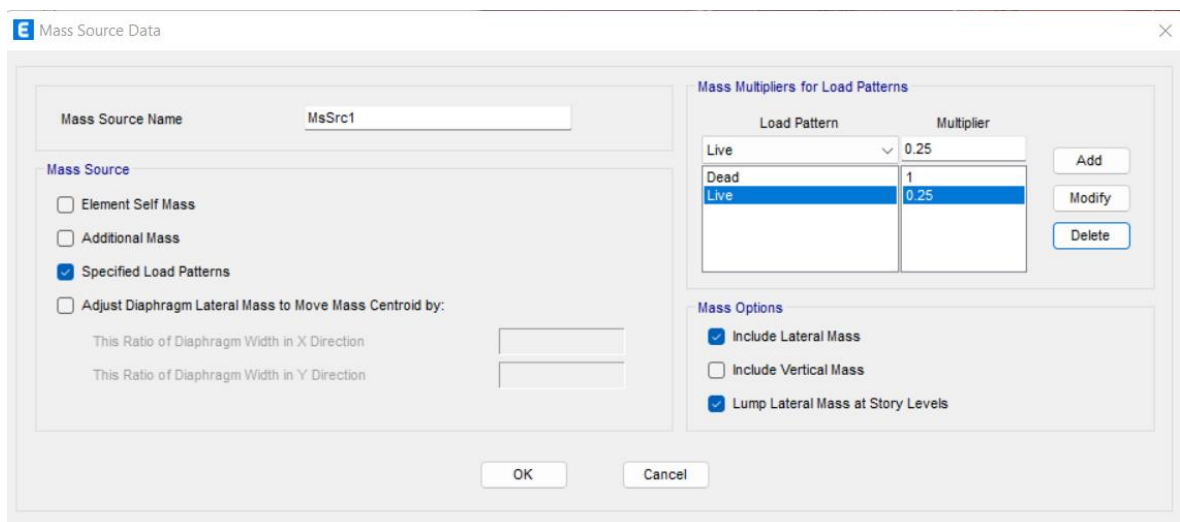 E Mass Source Data
Mass Source Name MsSrc1
Mass Source
Element Self Mass
Additional Mass
Specified Load Patterns
Adjust Diaphragm Lateral Mass to Move Mass Centroid by:
This Ratio of Diaphragm Width in X Direction
This Ratio of Diaphragm Width in Y Direction
Mass Multipliers for Load Patterns
Load Pattern Multiplier
Live 0.25
Add
Dead 1
Live 0.25
Modify
Delete
Mass Options
Include Lateral Mass
Include Vertical Mass
Lump Lateral Mass at Story Levels
OK Cancel